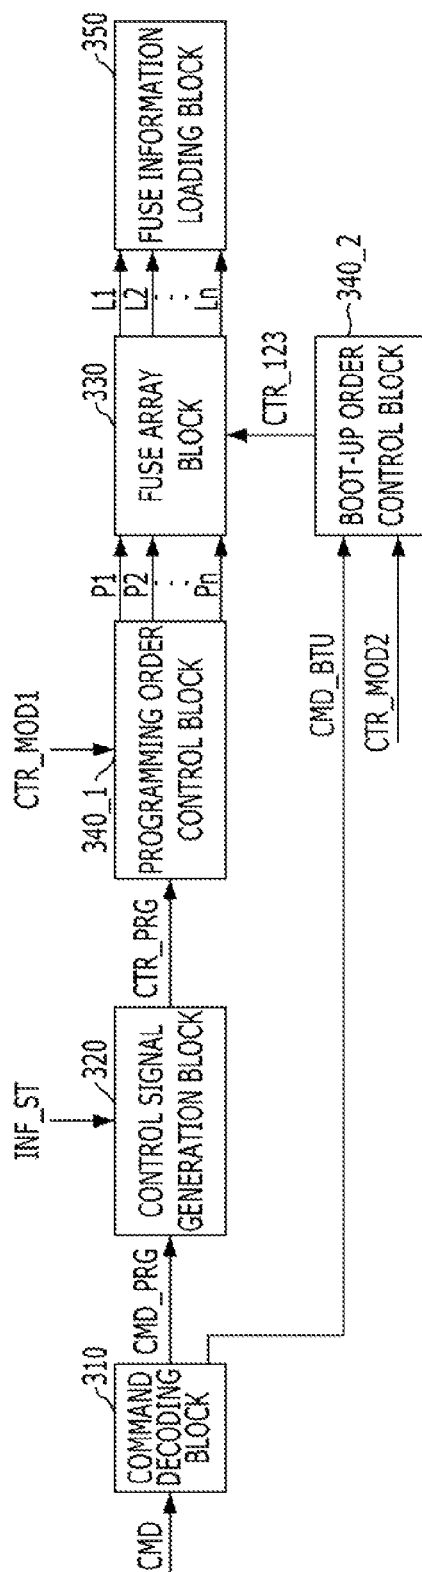 CMD
310
COMMAND
DECODING
BLOCK
CMD_PRG
INF_ST
320
CONTROL SIGNAL
GENERATION BLOCK
CTR_PRG
CTR_MOD1
340_1
PROGRAMMING ORDER
CONTROL BLOCK
P1
P2
Pn
330
FUSE ARRAY
BLOCK
L1
L2
Ln
350
FUSE INFORMATION
LOADING BLOCK
CTR_123
CMD_BTU
CTR_MOD2
340_2
BOOT-UP ORDER
CONTROL BLOCK